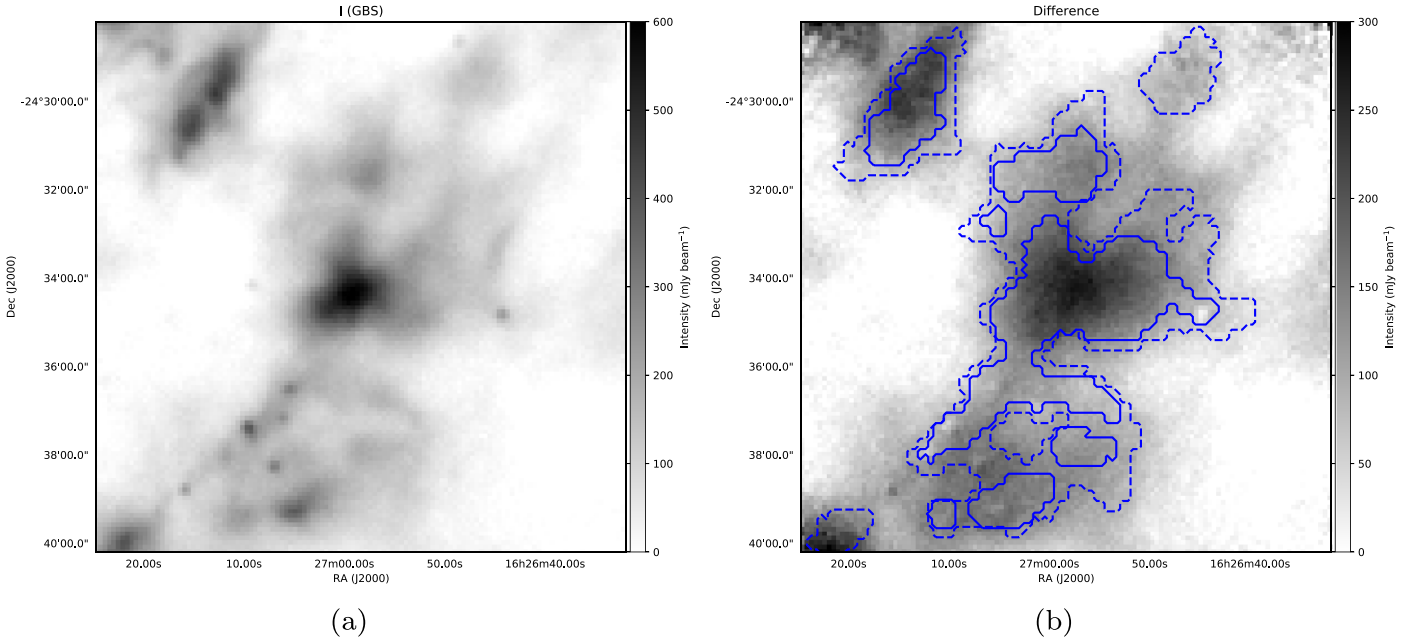 I (GBS)
-24°30'00.0"
32'00.0"
34'00.0"
36'00.0"
38'00.0"
40'00.0"
Dec (J2000)
20.00s
10.00s
27m00.00s
50.00s
16h26m40.00s
RA (J2000)
600
500
400
300
200
100
0
Intensity (mJy beam⁻¹)
(a)
Difference
-24°30'00.0"
32'00.0"
34'00.0"
36'00.0"
38'00.0"
40'00.0"
Dec (J2000)
20.00s
10.00s
27m00.00s
50.00s
16h26m40.00s
RA (J2000)
300
250
200
150
100
50
0
Intensity (mJy beam⁻¹)
(b)